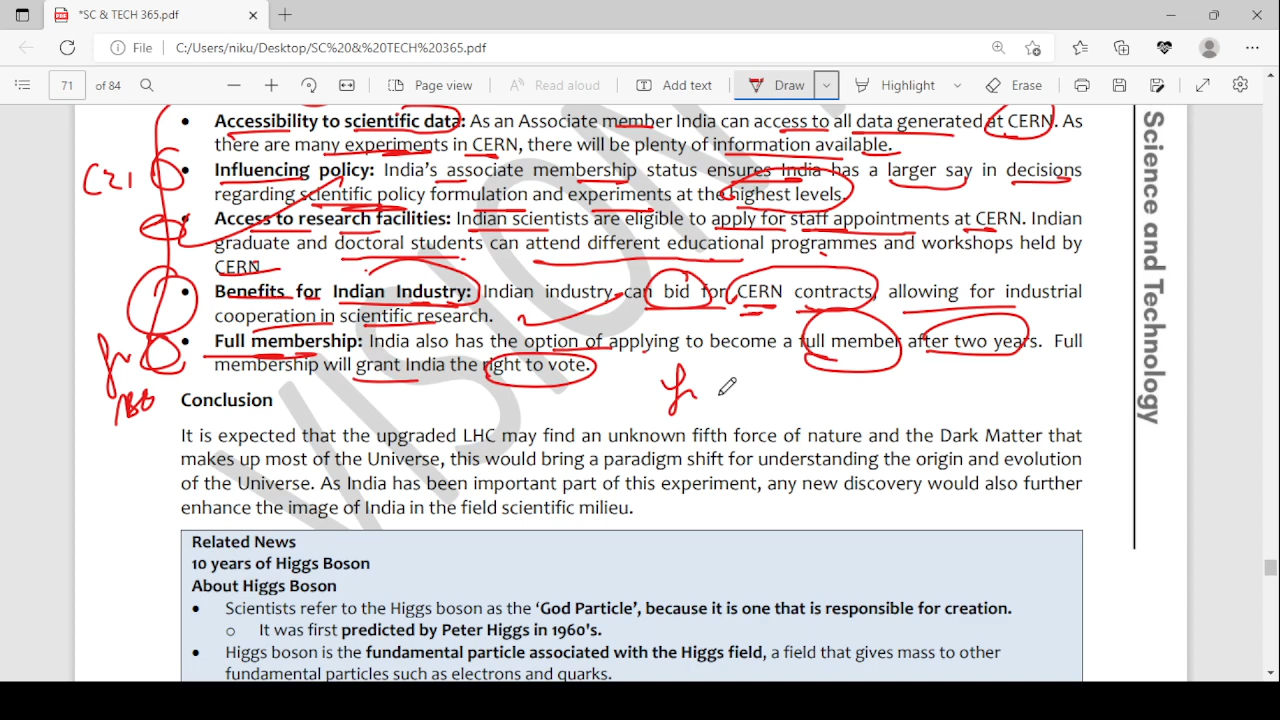 *SC & TECH 365.pdf
File C:/Users/niku/Desktop/SC%20&%20TECH%20365.pdf
71 of 84 Page view Read aloud Add text Draw Highlight Erase
• Accessibility to scientific data: As an Associate member India can access to all data generated at CERN. As
there are many experiments in CERN, there will be plenty of information available.
• Influencing policy: India's associate membership status ensures India has a larger say in decisions
regarding scientific policy formulation and experiments at the highest levels.
• Access to research facilities: Indian scientists are eligible to apply for staff appointments at CERN. Indian
graduate and doctoral students can attend different educational programmes and workshops held by
CERN.
• Benefits for Indian Industry: Indian industry can bid for CERN contracts, allowing for industrial
cooperation in scientific research.
• Full membership: India also has the option of applying to become a full member after two years. Full
membership will grant India the right to vote.
Conclusion
It is expected that the upgraded LHC may find an unknown fifth force of nature and the Dark Matter that
makes up most of the Universe, this would bring a paradigm shift for understanding the origin and evolution
of the Universe. As India has been important part of this experiment, any new discovery would also further
enhance the image of India in the field scientific milieu.
Related News
10 years of Higgs Boson
About Higgs Boson
• Scientists refer to the Higgs boson as the 'God Particle', because it is one that is responsible for creation.
o It was first predicted by Peter Higgs in 1960's.
• Higgs boson is the fundamental particle associated with the Higgs field, a field that gives mass to other
fundamental particles such as electrons and quarks.
Science and Technology
VISION